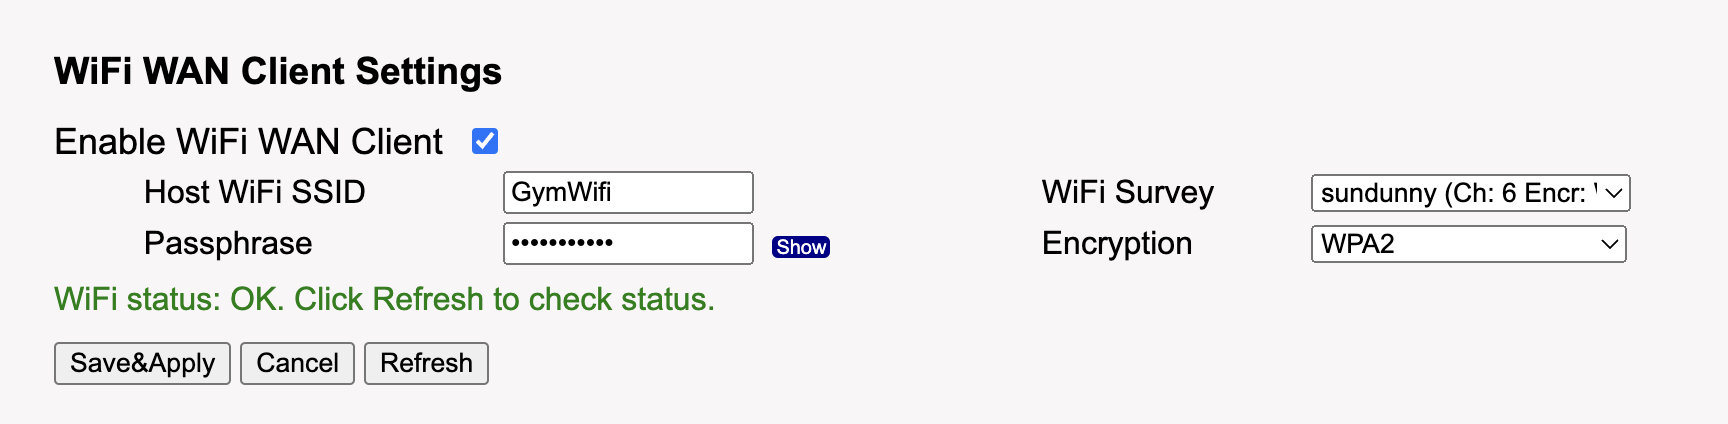 WiFi WAN Client Settings
Enable WiFi WAN Client
Host WiFi SSID GymWifi WiFi Survey sundunny (Ch: 6 Encr:
Passphrase ••••••••••• Show Encryption WPA2
WiFi status: OK. Click Refresh to check status.
Save&Apply Cancel Refresh